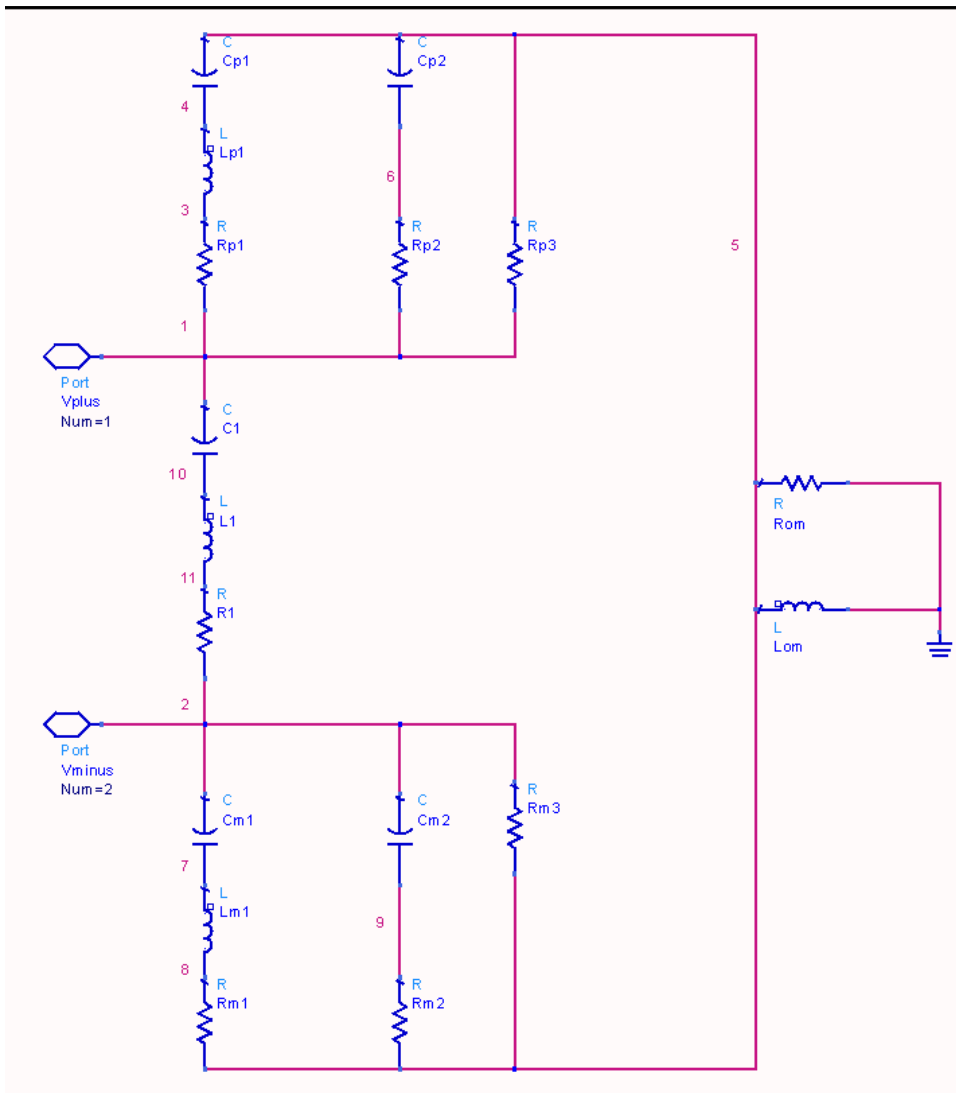 C
Cp1
C
Cp2
4
L
Lp1
6
3
R
Rp1
R
Rp2
R
Rp3
5
1
Port
Vplus
Num=1
C
C1
10
L
L1
11
R
R1
R
Rom
L
Lom
2
Port
Vminus
Num=2
C
Cm1
C
Cm2
R
Rm3
7
L
Lm1
9
8
R
Rm1
R
Rm2